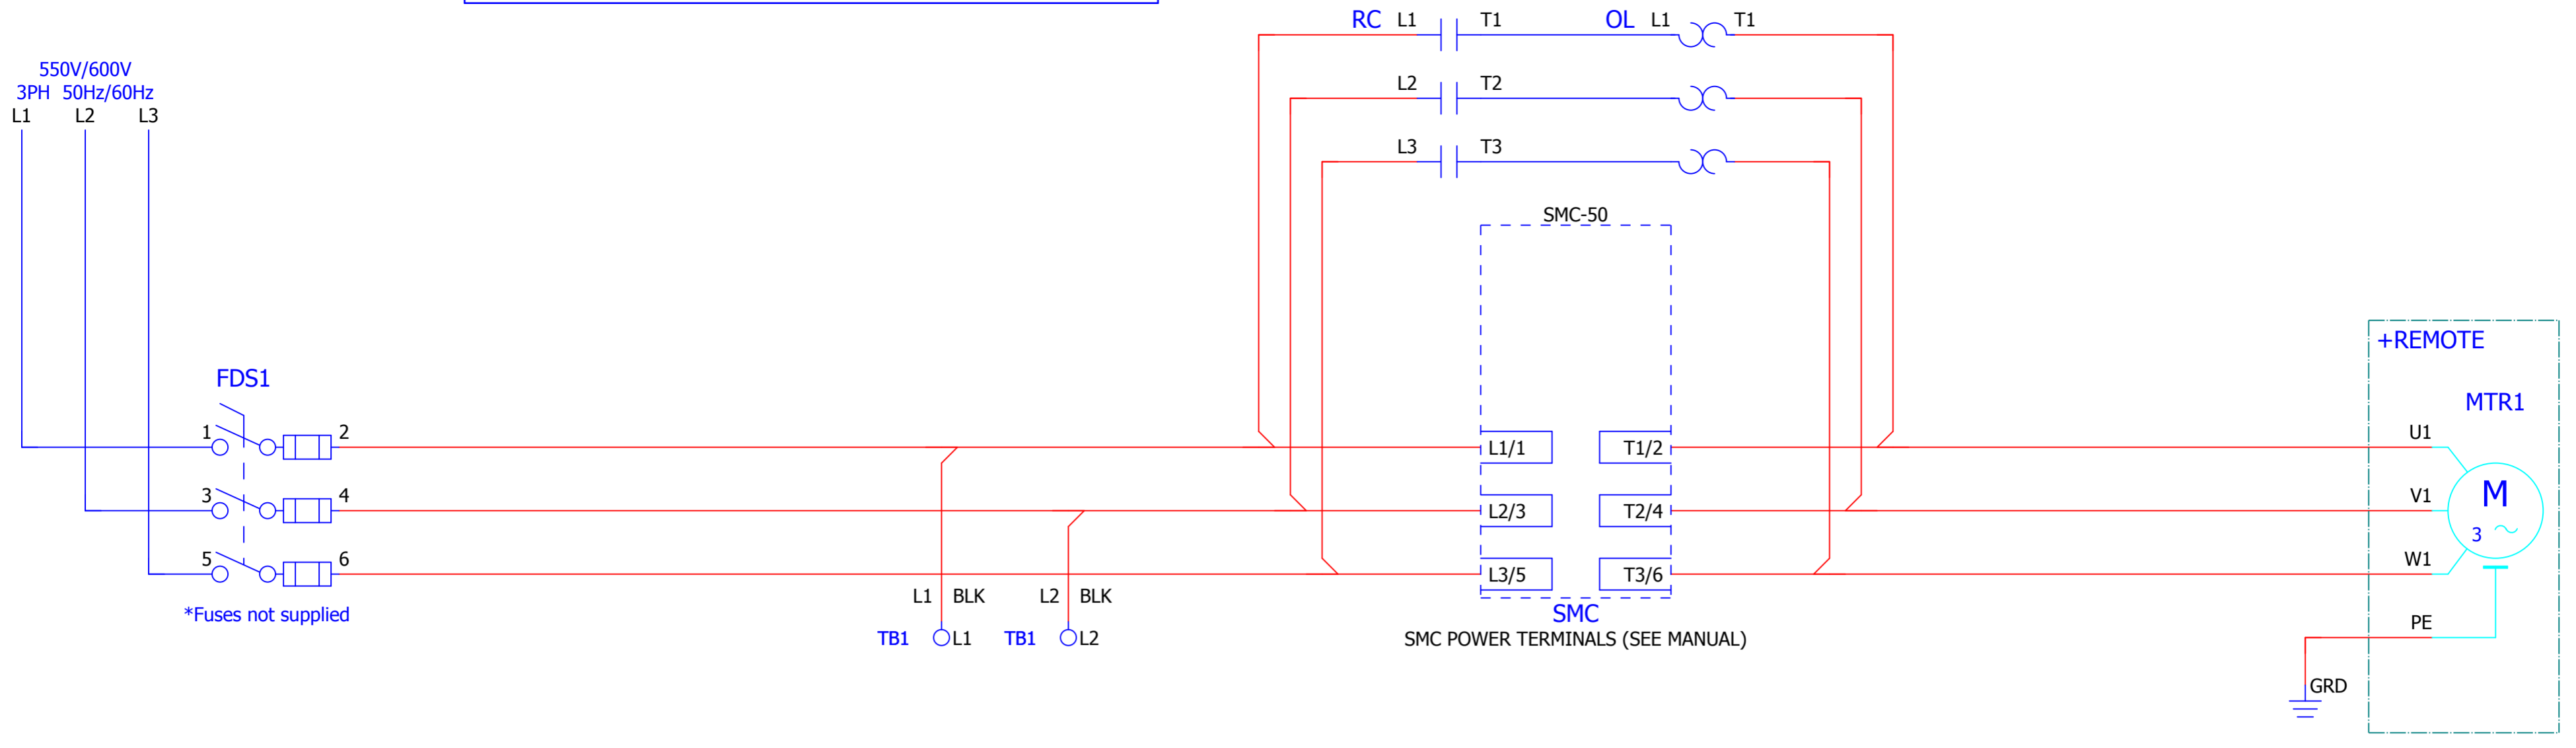 RC L1 T1 OL L1 T1
L2 T2
L3 T3
550V/600V
3PH 50Hz/60Hz
L1 L2 L3
SMC-50
FDS1
1 2
3 4
5 6
*Fuses not supplied
L1 BLK L2 BLK
TB1 L1 TB1 L2
L1/1 T1/2
L2/3 T2/4
L3/5 T3/6
SMC
SMC POWER TERMINALS (SEE MANUAL)
+REMOTE
MTR1
U1
V1
W1
M
3 ~
PE
GRD